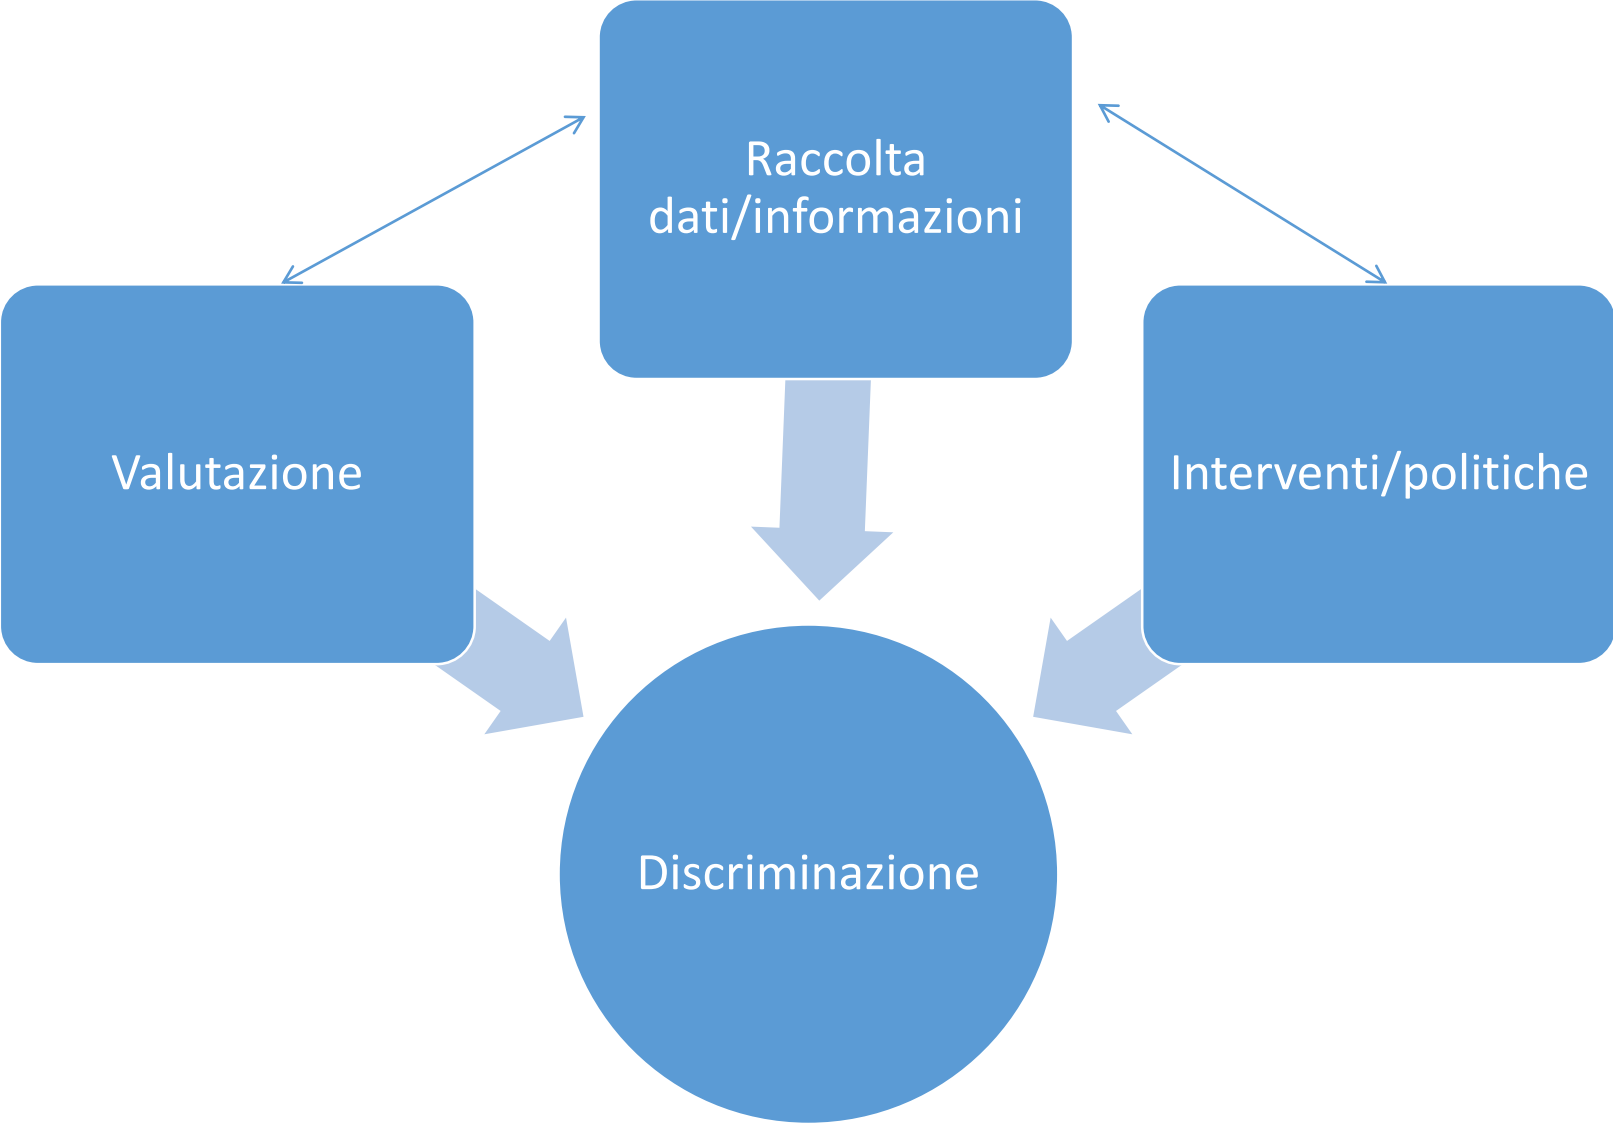 Raccolta
dati/informazioni
Valutazione
Interventi/politiche
Discriminazione